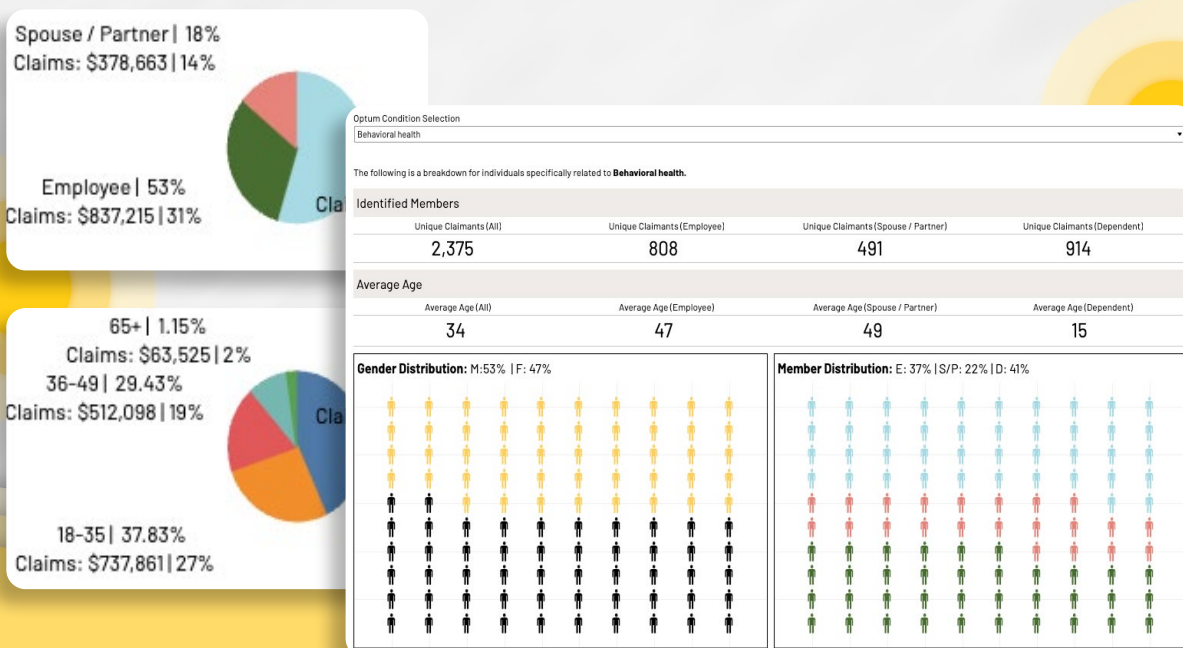 Spouse / Partner | 18%
Claims: $378,663 | 14%
Employee | 53%
Claims: $837,215 | 31%
Cla
65+ | 1.15%
Claims: $63,525 | 2%
36-49 | 29.43%
Claims: $512,098 | 19%
Cla
18-35 | 37.83%
Claims: $737,861 | 27%
Optum Condition Selection
Behavioral health
The following is a breakdown for individuals specifically related to Behavioral health.
Identified Members
Unique Claimants (All) Unique Claimants (Employee) Unique Claimants (Spouse / Partner) Unique Claimants (Dependent)
2,375 808 491 914
Average Age
Average Age (All) Average Age (Employee) Average Age (Spouse / Partner) Average Age (Dependent)
34 47 49 15
Gender Distribution: M:53% | F: 47%
Member Distribution: E: 37% | S/P: 22% | D: 41%